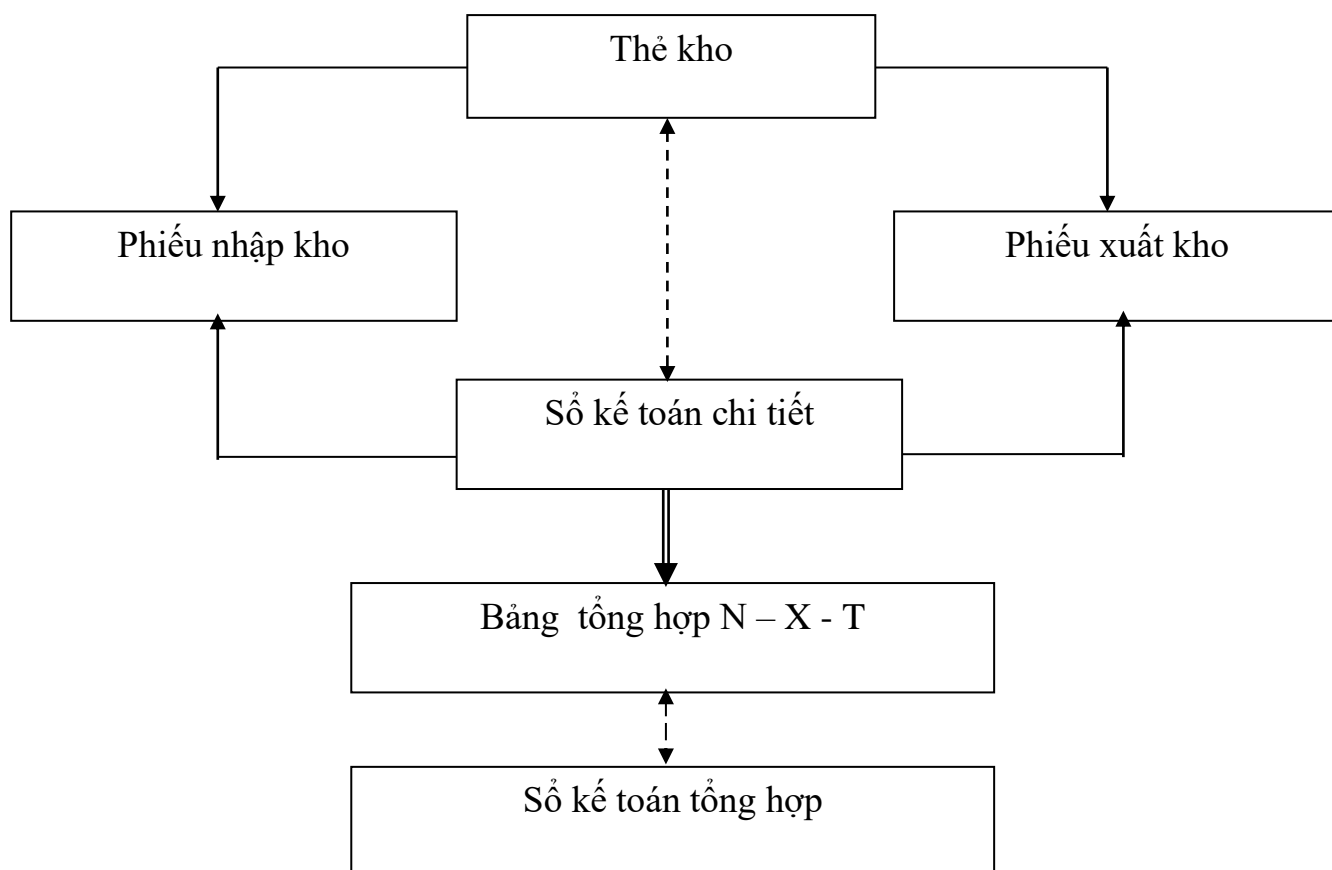 Thẻ kho
Phiếu nhập kho
Phiếu xuất kho
Sổ kế toán chi tiết
Bảng  tổng hợp N – X - T
Sổ kế toán tổng hợp